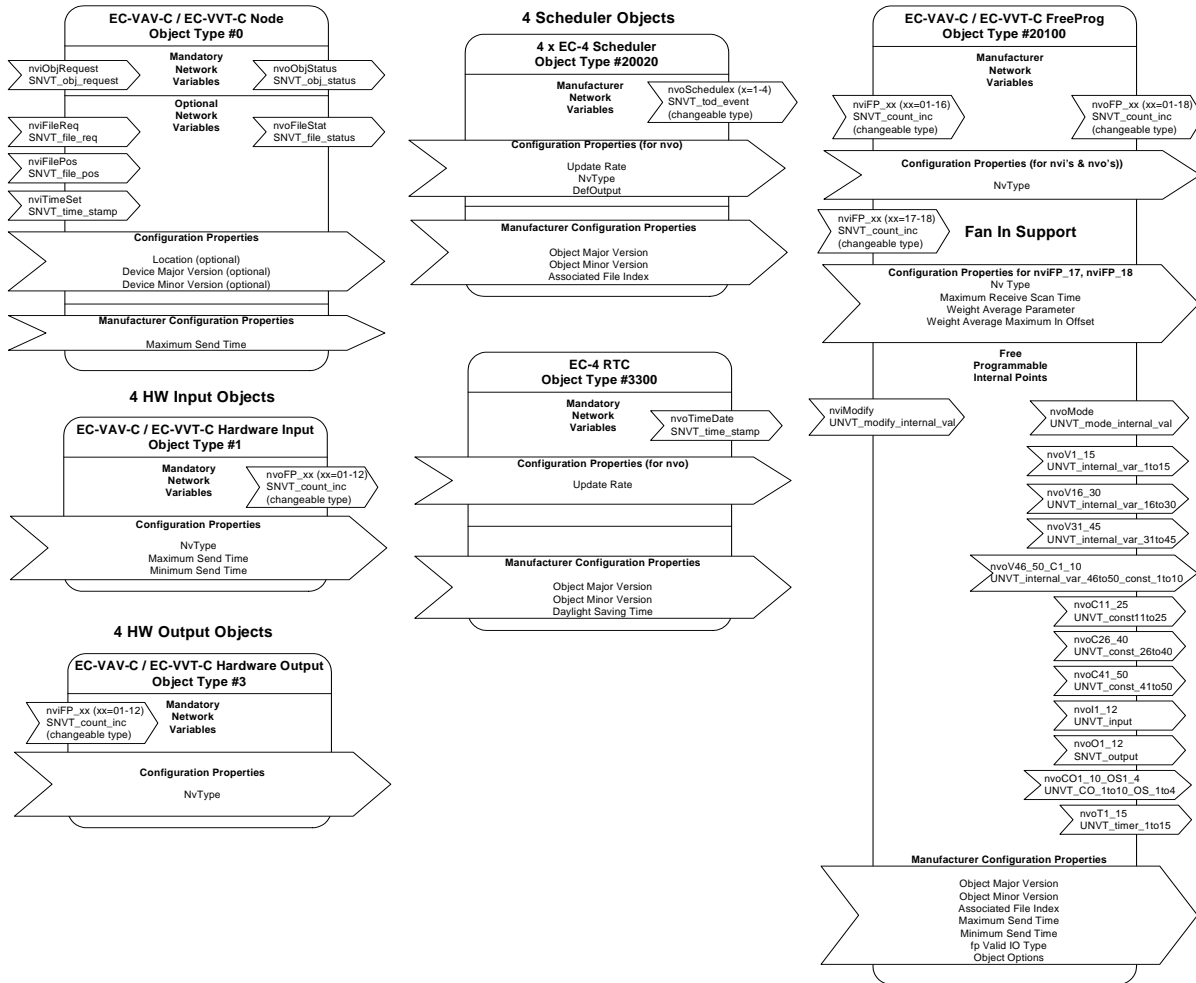 EC-VAV-C / EC-VVT-C Node
Object Type #0
Mandatory
Network
Variables
nviObjRequest
SNVT_obj_request
nvoObjStatus
SNVT_obj_status
Optional
Network
Variables
nviFileReq
SNVT_file_req
nvoFileStat
SNVT_file_status
nviFilePos
SNVT_file_pos
nviTimeSet
SNVT_time_stamp
Configuration Properties
Location (optional)
Device Major Version (optional)
Device Minor Version (optional)
Manufacturer Configuration Properties
Maximum Send Time
4 HW Input Objects
EC-VAV-C / EC-VVT-C Hardware Input
Object Type #1
Mandatory
Network
Variables
nvoFP_xx (xx=01-12)
SNVT_count_inc
(changeable type)
Configuration Properties
NvType
Maximum Send Time
Minimum Send Time
4 HW Output Objects
EC-VAV-C / EC-VVT-C Hardware Output
Object Type #3
nviFP_xx (xx=01-12)
SNVT_count_inc
(changeable type)
Mandatory
Network
Variables
Configuration Properties
NvType
4 Scheduler Objects
4 x EC-4 Scheduler
Object Type #20020
Manufacturer
Network
Variables
nvoSchedulex (x=1-4)
SNVT_tod_event
(changeable type)
Configuration Properties (for nvo)
Update Rate
NvType
DefOutput
Manufacturer Configuration Properties
Object Major Version
Object Minor Version
Associated File Index
EC-4 RTC
Object Type #3300
Mandatory
Network
Variables
nvoTimeDate
SNVT_time_stamp
Configuration Properties (for nvo)
Update Rate
Manufacturer Configuration Properties
Object Major Version
Object Minor Version
Daylight Saving Time
EC-VAV-C / EC-VVT-C FreeProg
Object Type #20100
Manufacturer
Network
Variables
nviFP_xx (xx=01-16)
SNVT_count_inc
(changeable type)
nvoFP_xx (xx=01-18)
SNVT_count_inc
(changeable type)
Configuration Properties (for nvi's & nvo's))
NvType
nviFP_xx (xx=17-18)
SNVT_count_inc
(changeable type)
Fan In Support
Configuration Properties for nviFP_17, nviFP_18
Nv Type
Maximum Receive Scan Time
Weight Average Parameter
Weight Average Maximum In Offset
Free
Programmable
Internal Points
nviModify
UNVT_modify_internal_val
nvoMode
UNVT_mode_internal_val
nvoV1_15
UNVT_internal_var_1to15
nvoV16_30
UNVT_internal_var_16to30
nvoV31_45
UNVT_internal_var_31to45
nvoV46_50_C1_10
UNVT_internal_var_46to50_const_1to10
nvoC11_25
UNVT_const11to25
nvoC26_40
UNVT_const_26to40
nvoC41_50
UNVT_const_41to50
nvoI1_12
UNVT_input
nvoO1_12
SNVT_output
nvoCO1_10_OS1_4
UNVT_CO_1to10_OS_1to4
nvoT1_15
UNVT_timer_1to15
Manufacturer Configuration Properties
Object Major Version
Object Minor Version
Associated File Index
Maximum Send Time
Minimum Send Time
fp Valid IO Type
Object Options